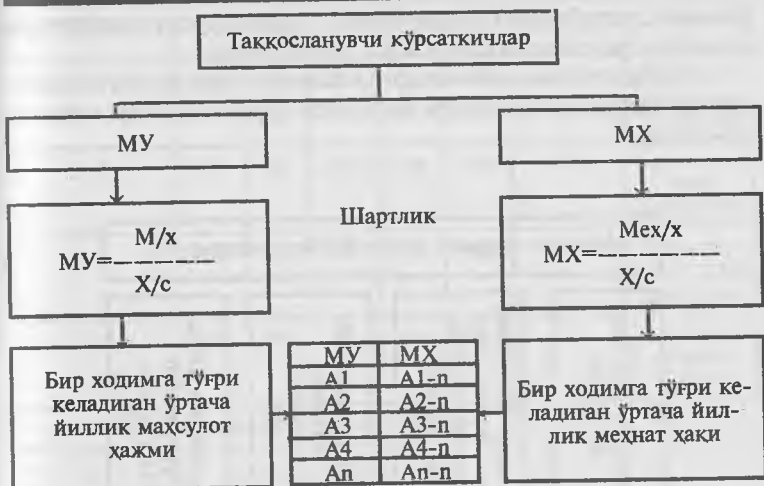 Таққосланувчи кўрсаткичлар
МУ
МХ
МУ=
М/х
Х/с
Шартлик
МХ=
Мех/х
Х/с
Бир ходимга тўғри
келадиган ўртача
йиллик маҳсулот
ҳажми
МУ МХ
А1 А1-n
А2 А2-n
А3 А3-n
А4 А4-n
Аn Аn-n
Бир ходимга тўғри ке-
ладиган ўртача йил-
лик меҳнат ҳақи